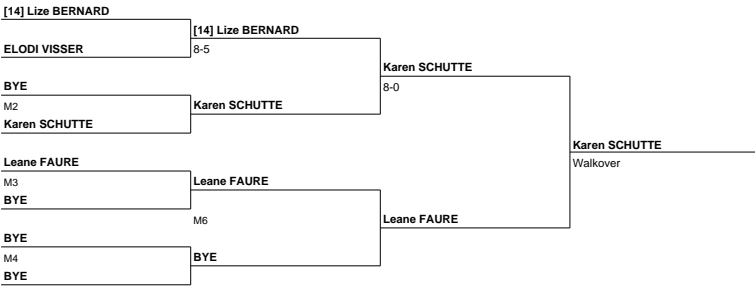 [14] Lize BERNARD
[14] Lize BERNARD
ELODI VISSER
8-5
Karen SCHUTTE
BYE
8-0
M2
Karen SCHUTTE
Karen SCHUTTE
Karen SCHUTTE
Leane FAURE
Walkover
M3
Leane FAURE
BYE
M6
Leane FAURE
BYE
M4
BYE
BYE